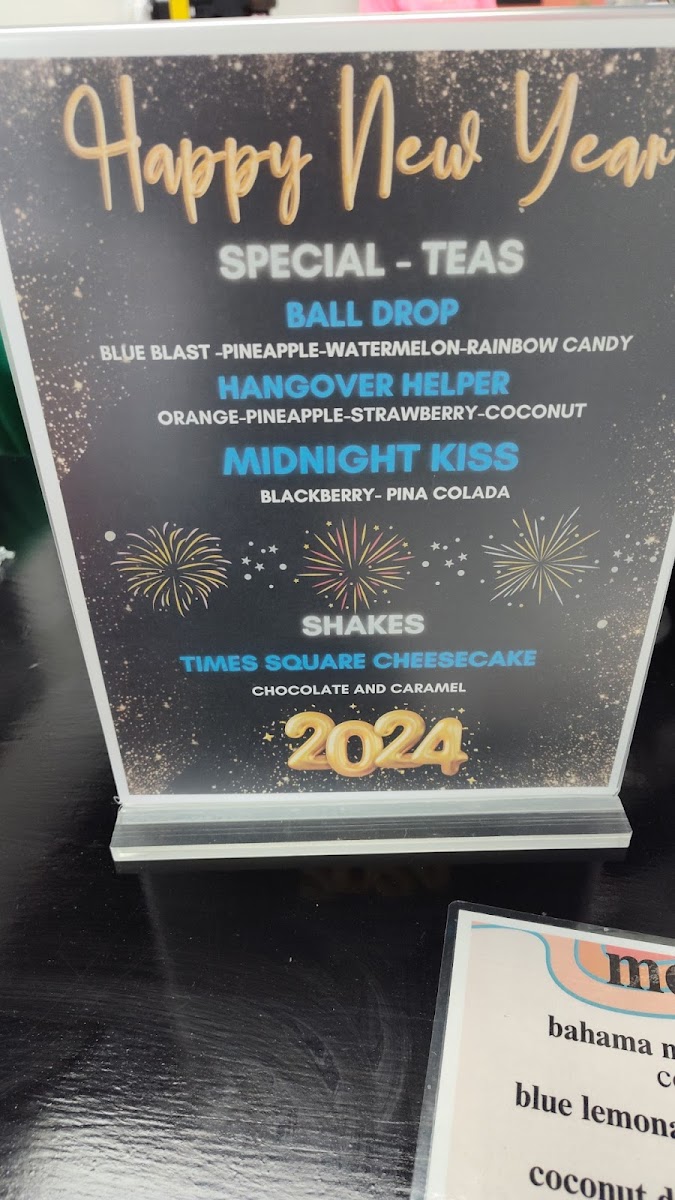 Happy New Year
SPECIAL - TEAS
BALL DROP
BLUE BLAST -PINEAPPLE-WATERMELON-RAINBOW CANDY
HANGOVER HELPER
ORANGE-PINEAPPLE-STRAWBERRY-COCONUT
MIDNIGHT KISS
BLACKBERRY- PINA COLADA
SHAKES
TIMES SQUARE CHEESECAKE
CHOCOLATE AND CARAMEL
2024
bahama
blue
coconut